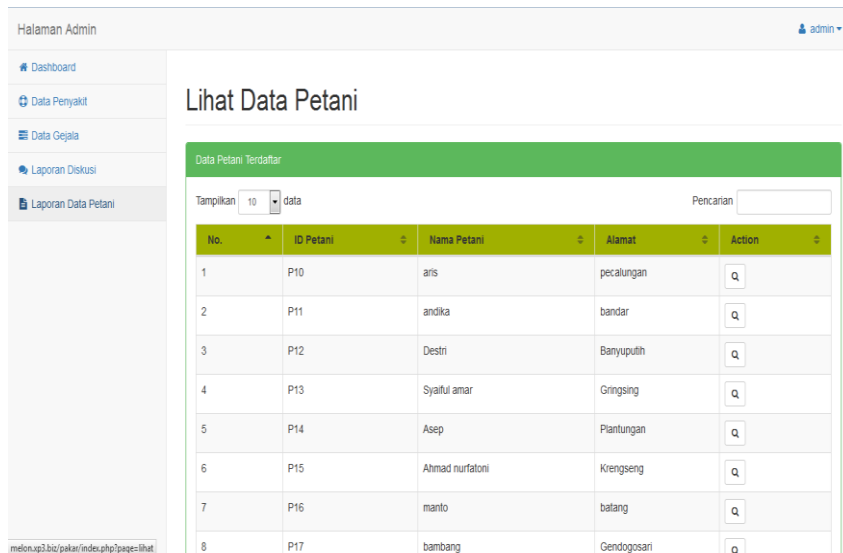 Halaman Admin
admin
Dashboard
Data Penyakit
Data Gejala
Laporan Diskusi
Laporan Data Petani
Lihat Data Petani
Data Petani Terdaftar
Tampilkan 10 data
Pencarian
No. ID Petani Nama Petani Alamat Action
1 P10 aris pecalungan
2 P11 andika bandar
3 P12 Destri Banyuputih
4 P13 Syaiful amar Gringsing
5 P14 Asep Plantungan
6 P15 Ahmad nurfatoni Krengseng
7 P16 manto batang
8 P17 bambang Gendogosari
melon.xp3.biz/pakar/index.php?page=lihat